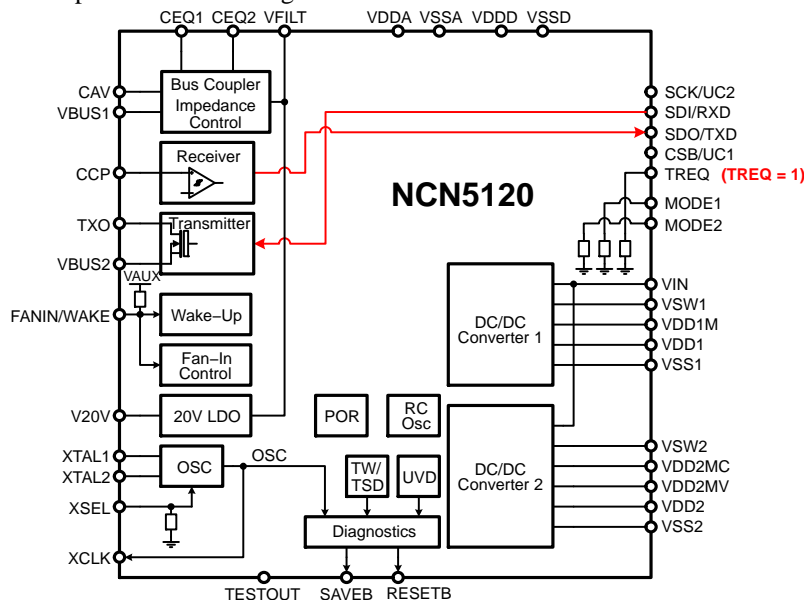 CEQ1 CEQ2 VFILT VDDA VSSA VDDD VSSD
CAV
VBUS1
Bus Coupler
Impedance
Control
CCP
Receiver
TXO
VBUS2
Transmitter
VAUX
FANIN/WAKE
Wake−Up
Fan−In
Control
V20V
20V LDO
XTAL1
XTAL2
OSC
OSC
XSEL
XCLK
NCN5120
POR
RC
Osc
TW/
TSD
UVD
Diagnostics
DC/DC
Converter 1
DC/DC
Converter 2
SCK/UC2
SDI/RXD
SDO/TXD
CSB/UC1
TREQ (TREQ = 1)
MODE1
MODE2
VIN
VSW1
VDD1M
VDD1
VSS1
VSW2
VDD2MC
VDD2MV
VDD2
VSS2
TESTOUT SAVEB RESETB